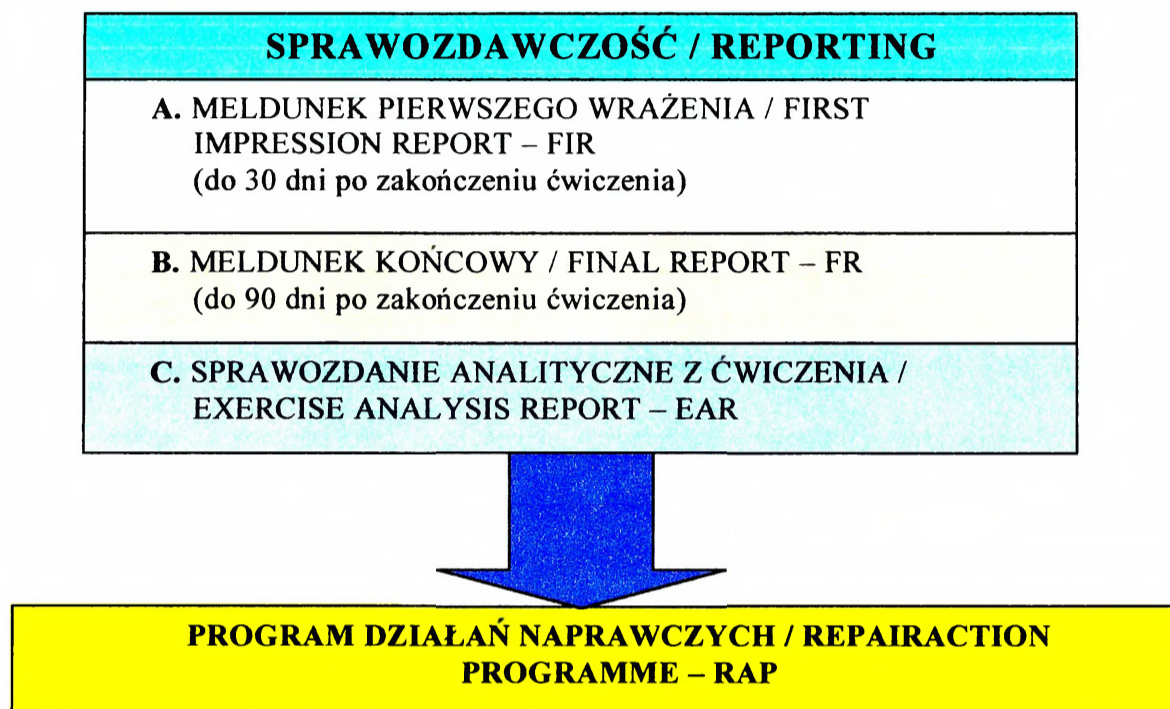 SPRAWOZDAWCZOŚĆ / REPORTING
A. MELDUNEK PIERWSZEGO WRAŻENIA / FIRST
IMPRESSION REPORT – FIR
(do 30 dni po zakończeniu ćwiczenia)
B. MELDUNEK KOŃCOWY / FINAL REPORT – FR
(do 90 dni po zakończeniu ćwiczenia)
C. SPRAWOZDANIE ANALITYCZNE Z ĆWICZENIA /
EXERCISE ANALYSIS REPORT – EAR
PROGRAM DZIAŁAŃ NAPRAWCZYCH / REPAIRACTION
PROGRAMME – RAP